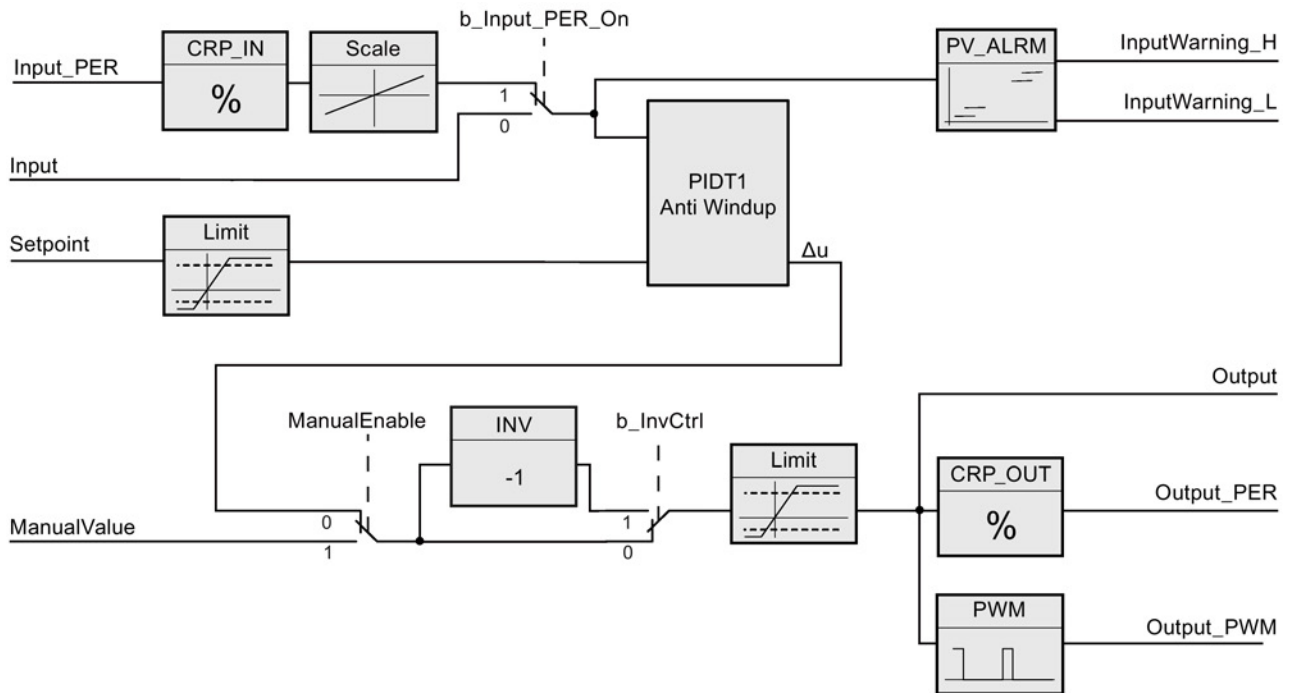 b_Input_PER_On
CRP_IN
Scale
PV_ALRM
InputWarning_H
Input_PER
%
1
0
InputWarning_L
Input
PIDT1
Anti Windup
Setpoint
Limit
Δu
Output
ManualEnable
INV
b_InvCtrl
-1
Limit
CRP_OUT
Output_PER
%
ManualValue
0
1
1
0
PWM
Output_PWM